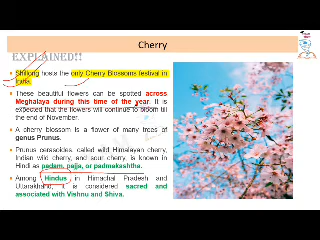 Cherry
EXPLAINED!!
Shillong hosts the only Cherry Blossoms festival in
India.
These beautiful flowers can be spotted across
Meghalaya during this time of the year. It is
expected that the flowers will continue to bloom till
the end of November.
A cherry blossom is a flower of many trees of
genus Prunus.
Prunus cerasoides, called wild Himalayan cherry,
Indian wild cherry, and sour cherry, is known in
Hindi as padam, pajja, or padmakashtha.
Among Hindus in Himachal Pradesh and
Uttarakhand, it is considered sacred and
associated with Vishnu and Shiva.